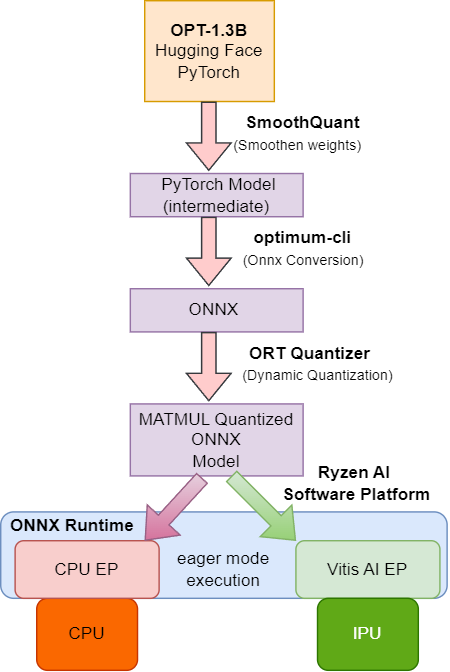 OPT-1.3B
Hugging Face
PyTorch
SmoothQuant
(Smoothen weights)
PyTorch Model
(intermediate)
optimum-cli
(Onnx Conversion)
ONNX
ORT Quantizer
(Dynamic Quantization)
MATMUL Quantized
ONNX
Model
Ryzen AI
Software Platform
ONNX Runtime
CPU EP
eager mode
execution
Vitis AI EP
CPU
IPU